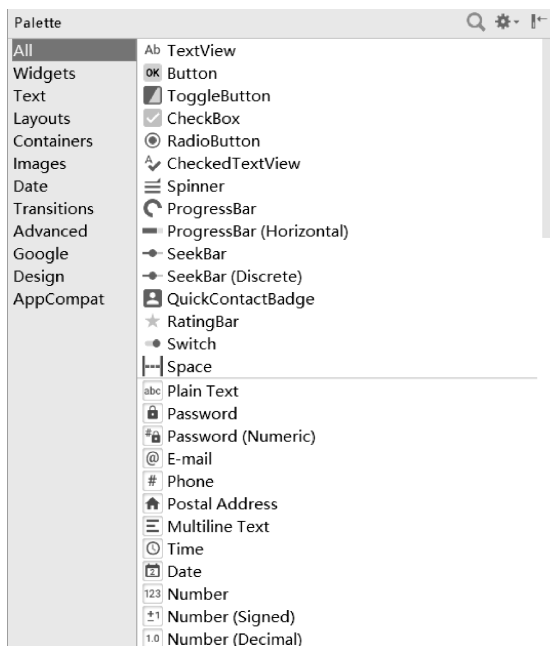 Palette
All
Widgets
Text
Layouts
Containers
Images
Date
Transitions
Advanced
Google
Design
AppCompat
Ab TextView
OK Button
ToggleButton
CheckBox
RadioButton
CheckedTextView
Spinner
ProgressBar
ProgressBar (Horizontal)
SeekBar
SeekBar (Discrete)
QuickContactBadge
RatingBar
Switch
Space
abc Plain Text
Password
Password (Numeric)
@ E-mail
# Phone
Postal Address
Multiline Text
Time
2 Date
123 Number
±1 Number (Signed)
1.0 Number (Decimal)